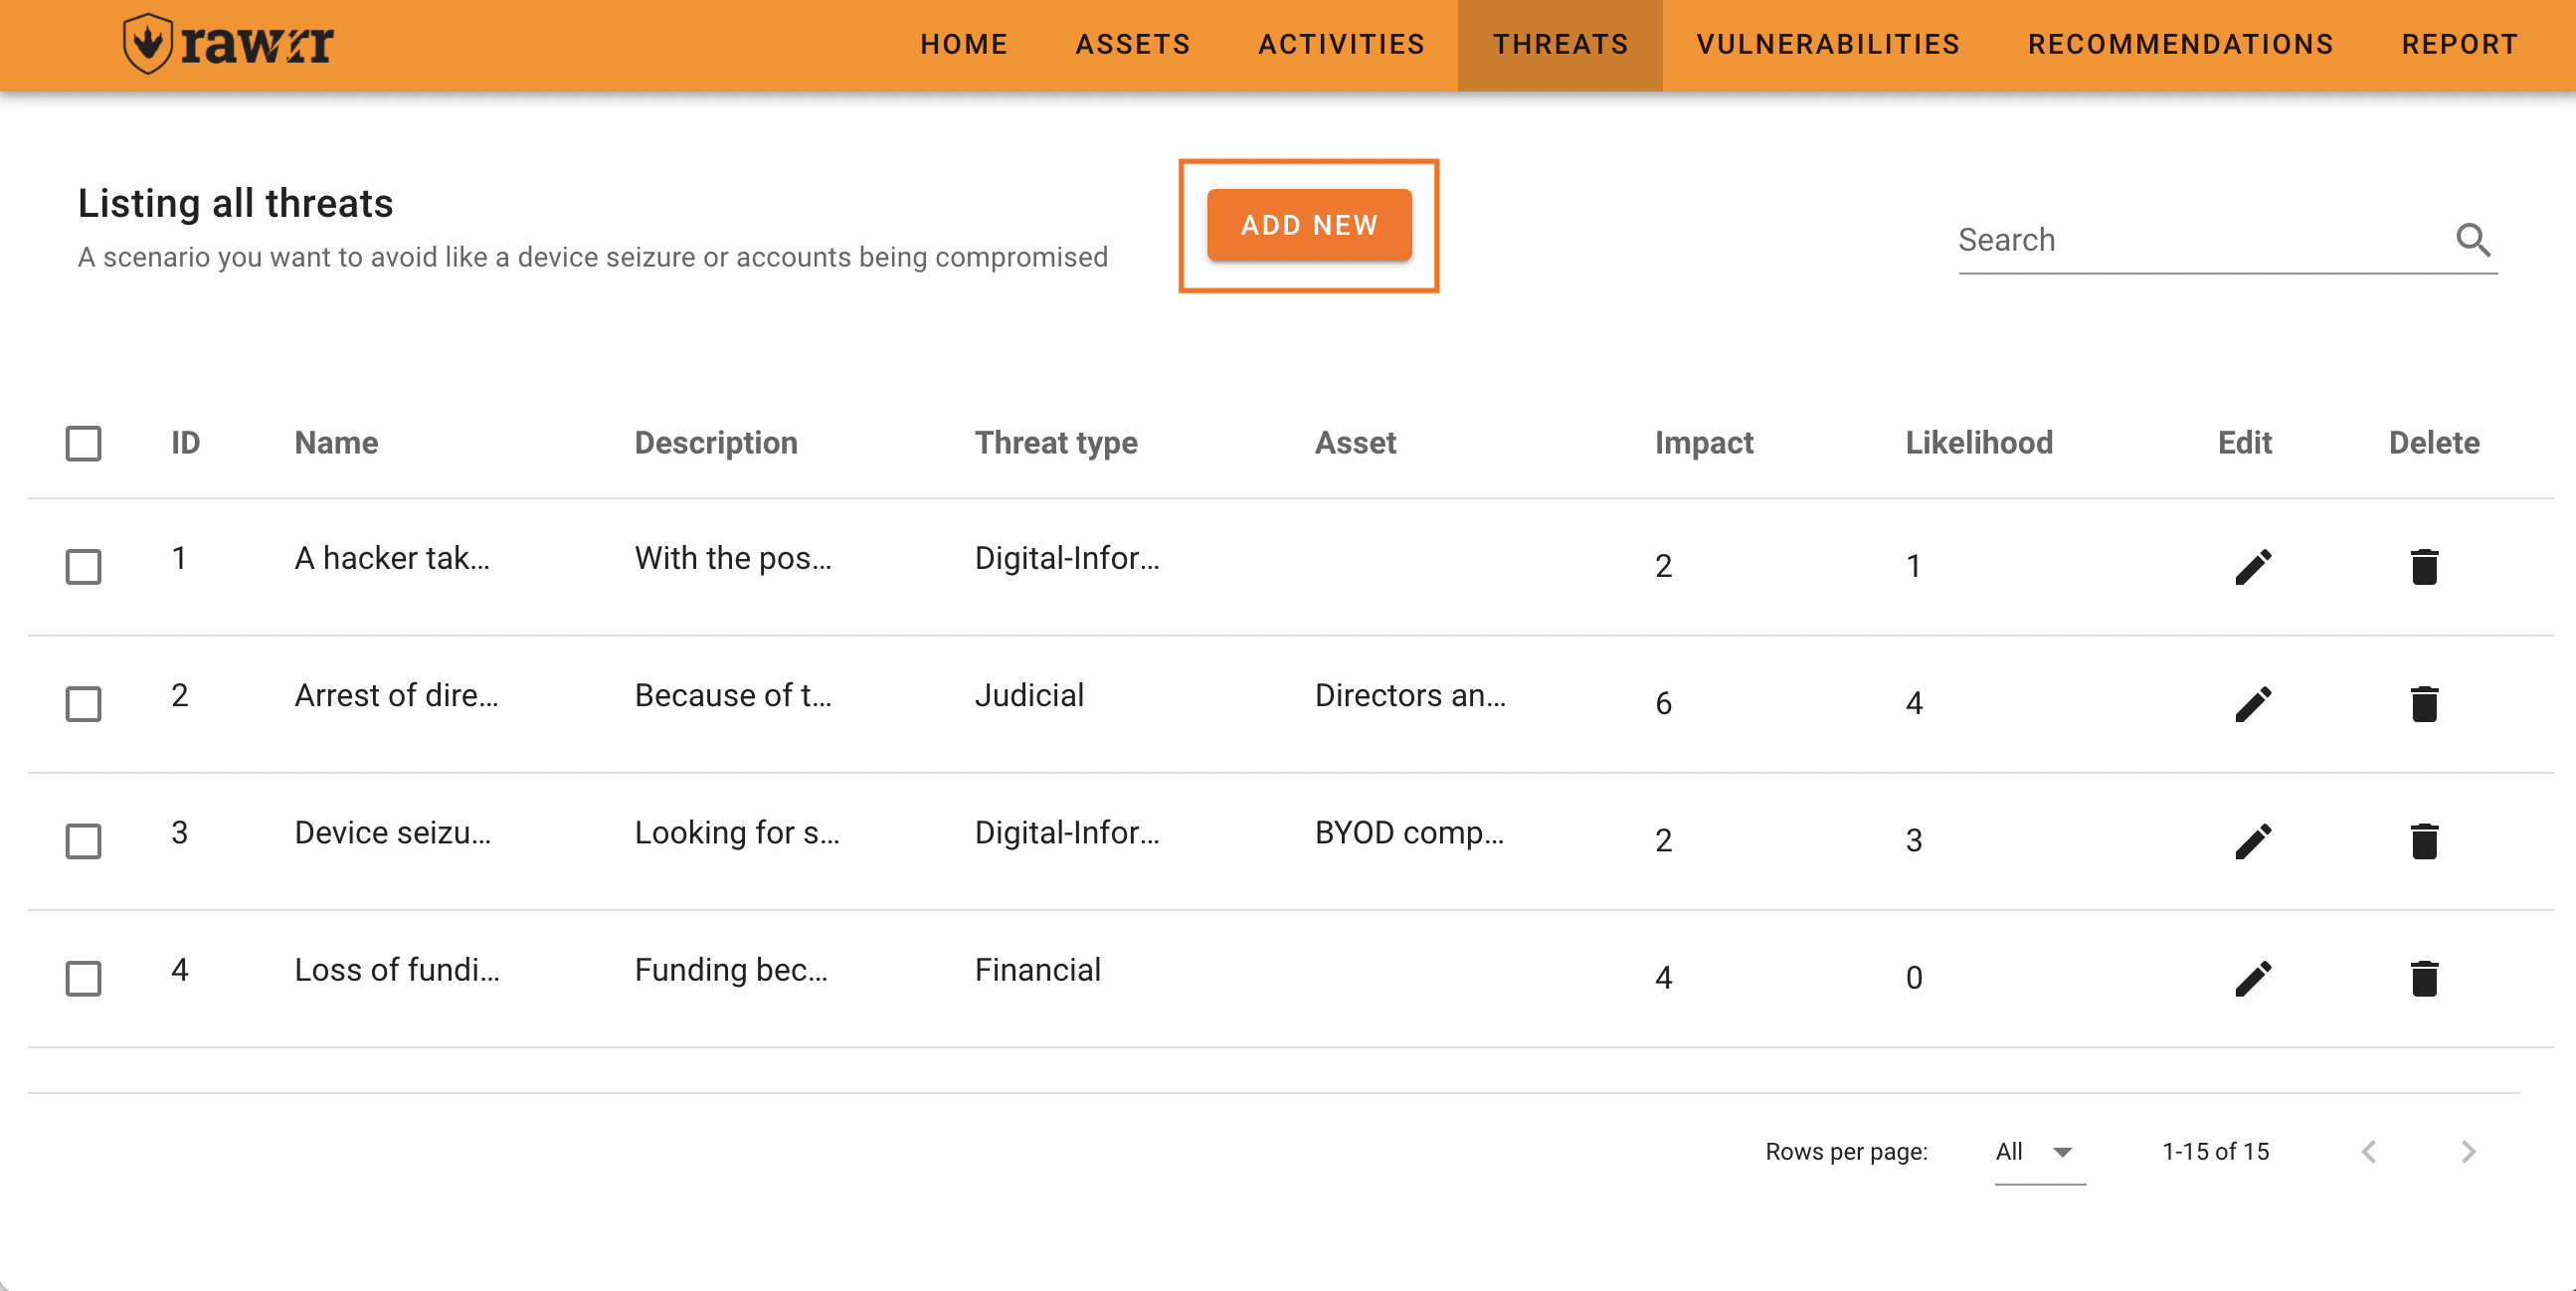 rawrr HOME ASSETS ACTIVITIES THREATS VULNERABILITIES RECOMMENDATIONS REPORT
Listing all threats
A scenario you want to avoid like a device seizure or accounts being compromised
ADD NEW
Search
ID Name Description Threat type Asset Impact Likelihood Edit Delete
1 A hacker tak... With the pos... Digital-Infor... 2 1
2 Arrest of dire... Because of t... Judicial Directors an... 6 4
3 Device seizu... Looking for s... Digital-Infor... BYOD comp... 2 3
4 Loss of fundi... Funding bec... Financial 4 0
Rows per page: All 1-15 of 15